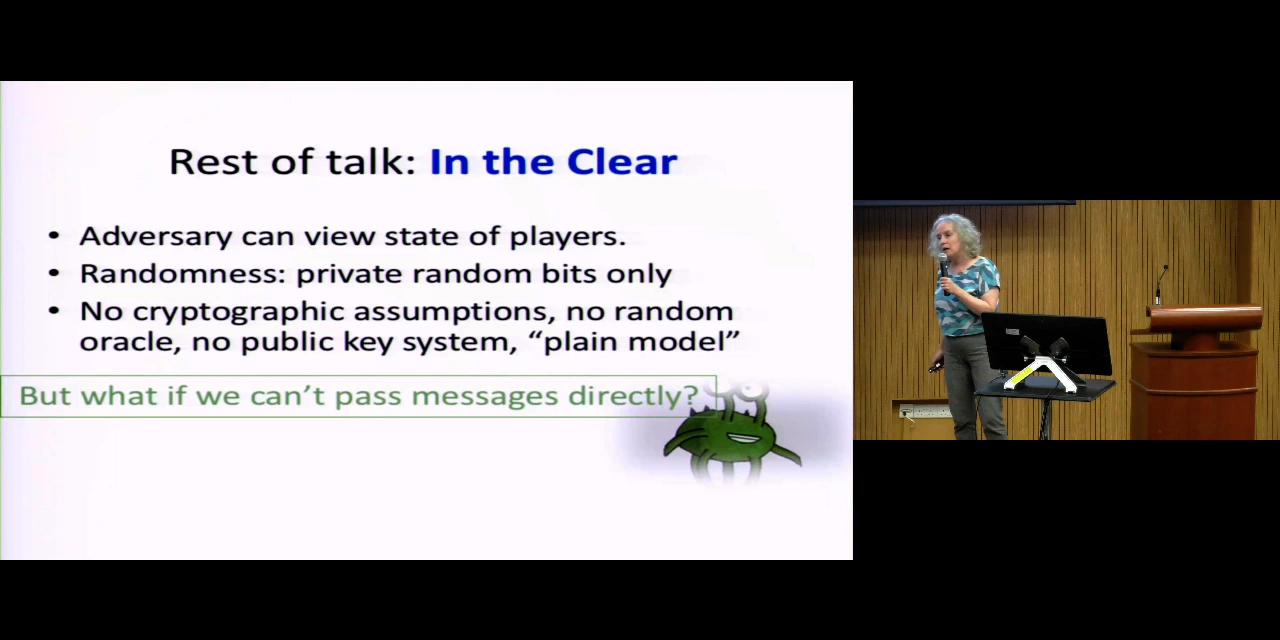 Rest of talk: In the Clear
• Adversary can view state of players.
• Randomness: private random bits only
• No cryptographic assumptions, no random
oracle, no public key system, “plain model”
But what if we can’t pass messages directly?